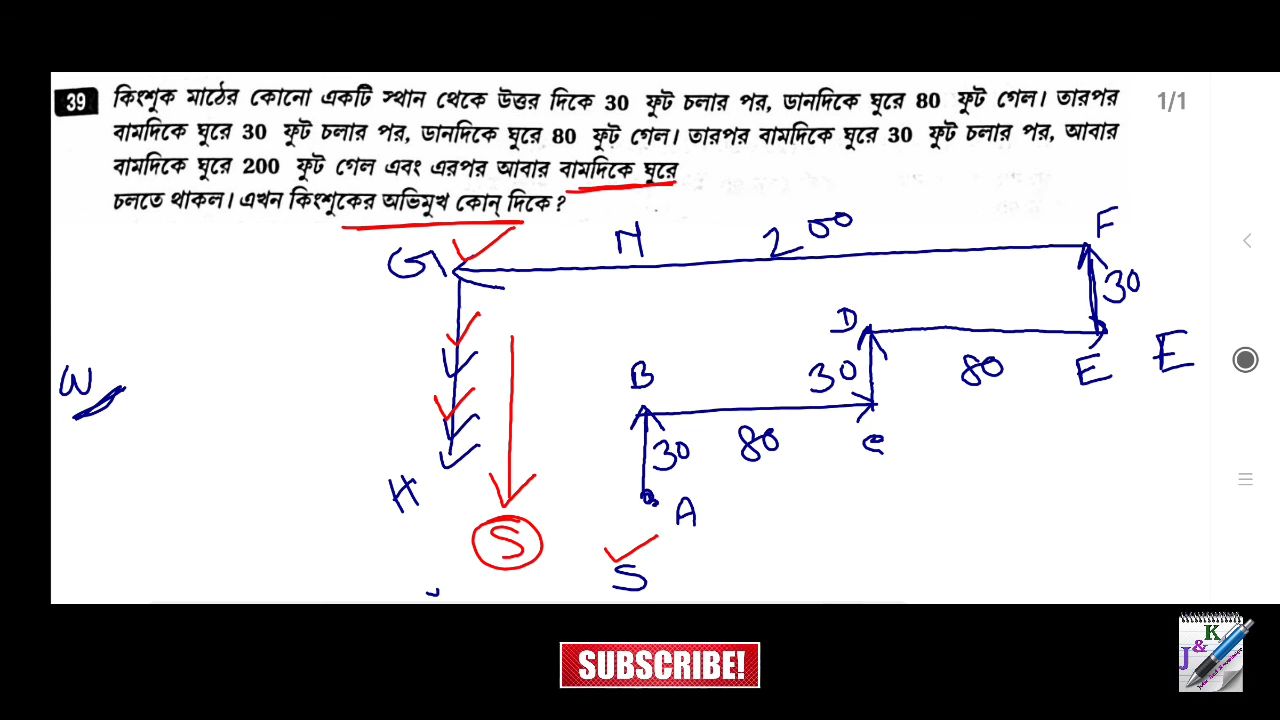 39 কিংশুক মাঠের কোনো একটি স্থান থেকে উত্তর দিকে 30 ফুট চলার পর, ডানদিকে ঘুরে 80 ফুট গেল। তারপর
1/1
বামদিকে ঘুরে 30 ফুট চলার পর, ডানদিকে ঘুরে 80 ফুট গেল। তারপর বামদিকে ঘুরে 30 ফুট চলার পর, আবার
বামদিকে ঘুরে 200 ফুট গেল এবং এরপর আবার বামদিকে ঘুরে
চলতে থাকল। এখন কিংশুকের অভিমুখ কোন্ দিকে?
G N 200 F
30
D
W B 30 80 E E
30 80 C
H A
S
S
SUBSCRIBE!
J & K